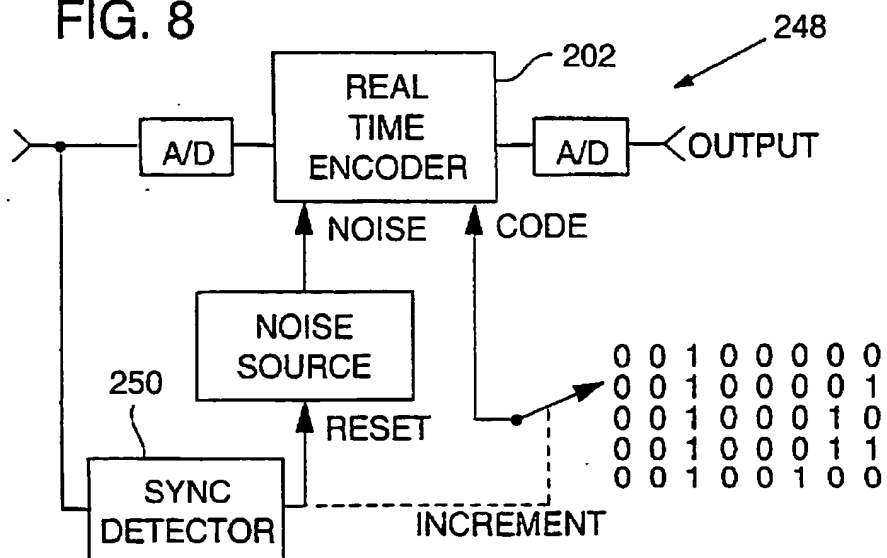 FIG. 8
248
202
REAL
TIME
ENCODER
A/D
A/D
OUTPUT
NOISE
CODE
NOISE
SOURCE
250
RESET
SYNC
DETECTOR
INCREMENT
0 0 1 0 0 0 0 0
0 0 1 0 0 0 0 1
0 0 1 0 0 0 1 0
0 0 1 0 0 0 1 1
0 0 1 0 0 1 0 0